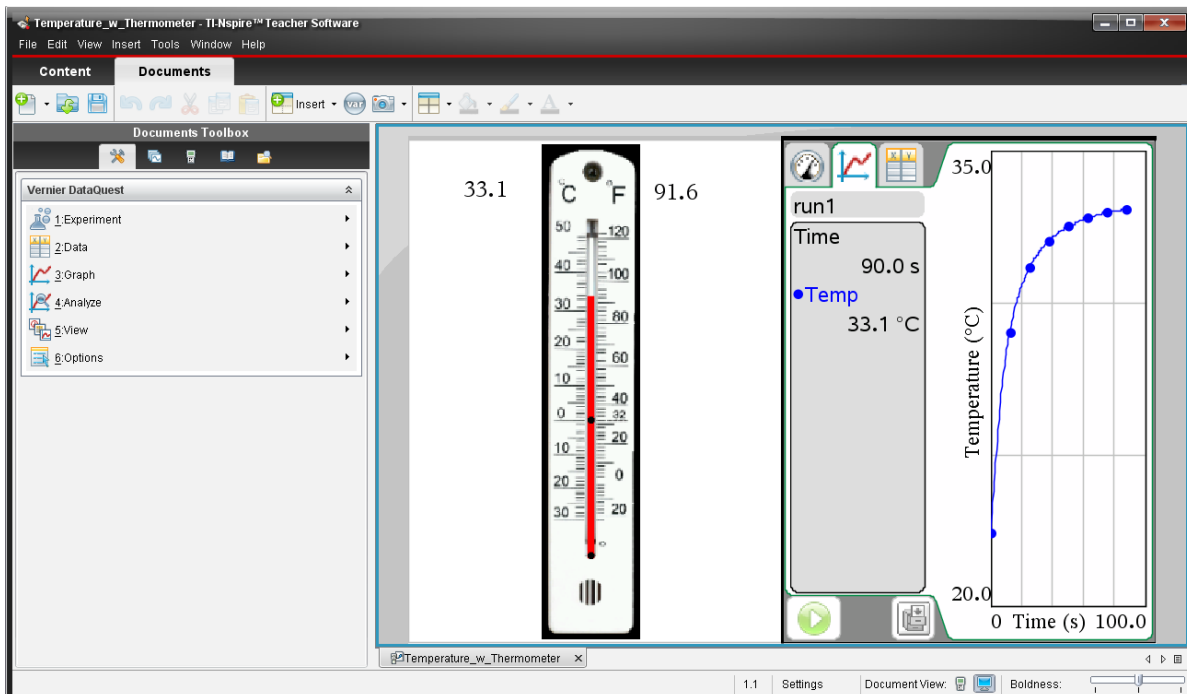 Temperature_w_Thermometer - TI-Nspire™ Teacher Software
File Edit View Insert Tools Window Help
Content Documents
Insert var
Documents Toolbox
Vernier DataQuest
1:Experiment
2:Data
3:Graph
4:Analyze
5:View
6:Options
33.1 °C °F 91.6
50 120
40 100
30 80
20 60
10 40
0 32
10 20
20 0
30 20
X Y
run1
Time
90.0 s
Temp
33.1 °C
35.0
Temperature (°C)
20.0
0 Time (s) 100.0
Temperature_w_Thermometer
1.1 Settings Document View: Boldness: